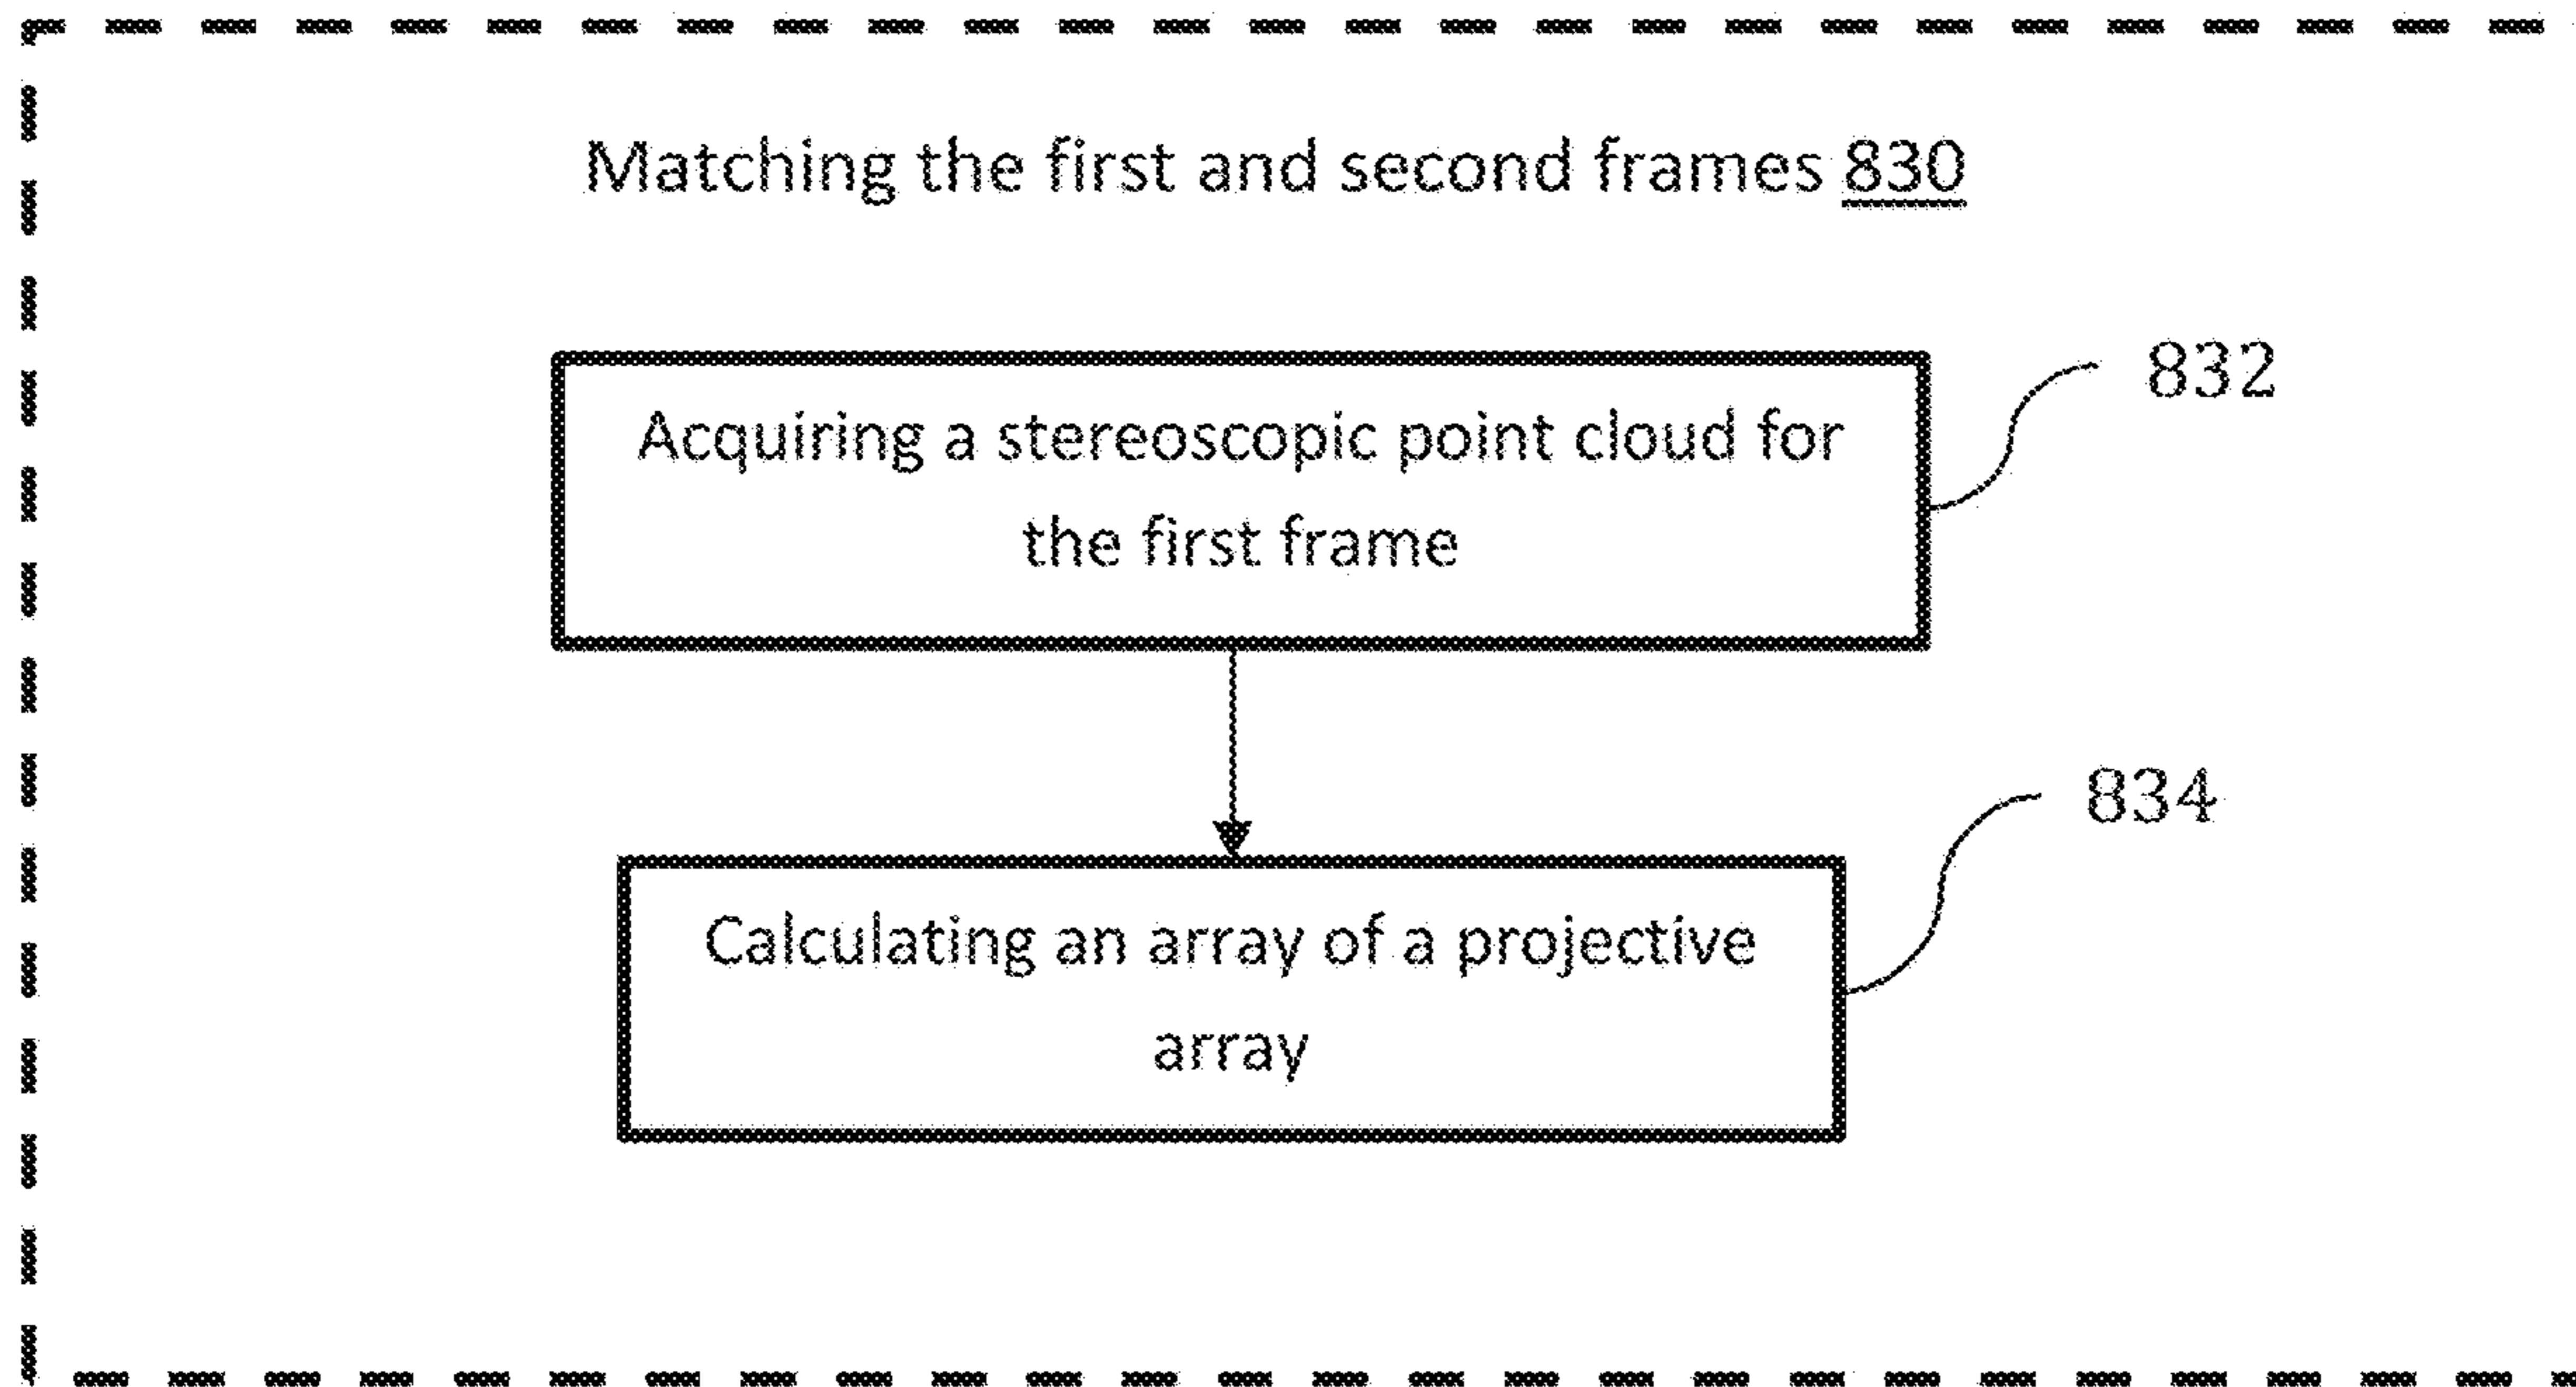 Matching the first and second frames 830
Acquiring a stereoscopic point cloud for
the first frame
832
Calculating an array of a projective
array
834